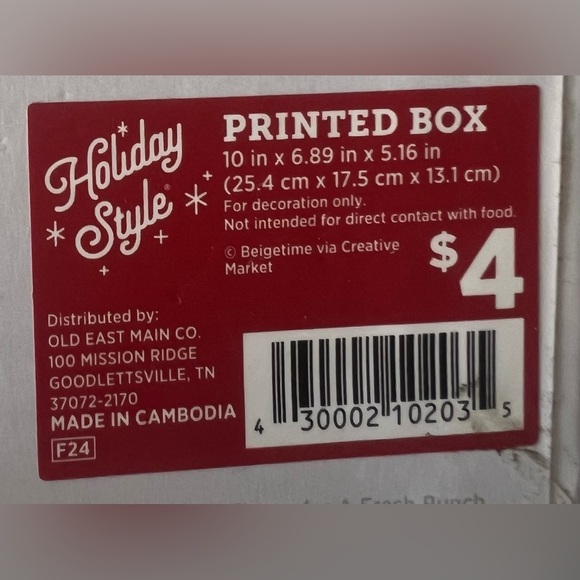 Holiday
Style®
PRINTED BOX
10 in x 6.89 in x 5.16 in
(25.4 cm x 17.5 cm x 13.1 cm)
For decoration only.
Not intended for direct contact with food.
© Beigetime via Creative
Market
$4
Distributed by:
OLD EAST MAIN CO.
100 MISSION RIDGE
GOODLETTSVILLE, TN
37072-2170
MADE IN CAMBODIA
F24
4 30002 10203 5
A Fresh Bunch